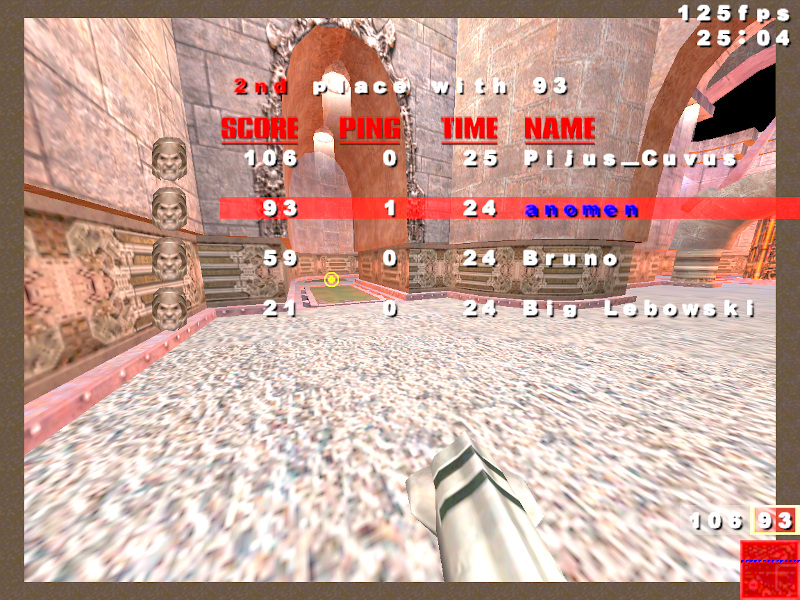 125fps
25:04
2nd place with 93
SCORE PING TIME NAME
106 0 25 Pijus_Cuvus
93 1 24 anomen
59 0 24 Bruno
21 0 24 Big Lebowski
106 93